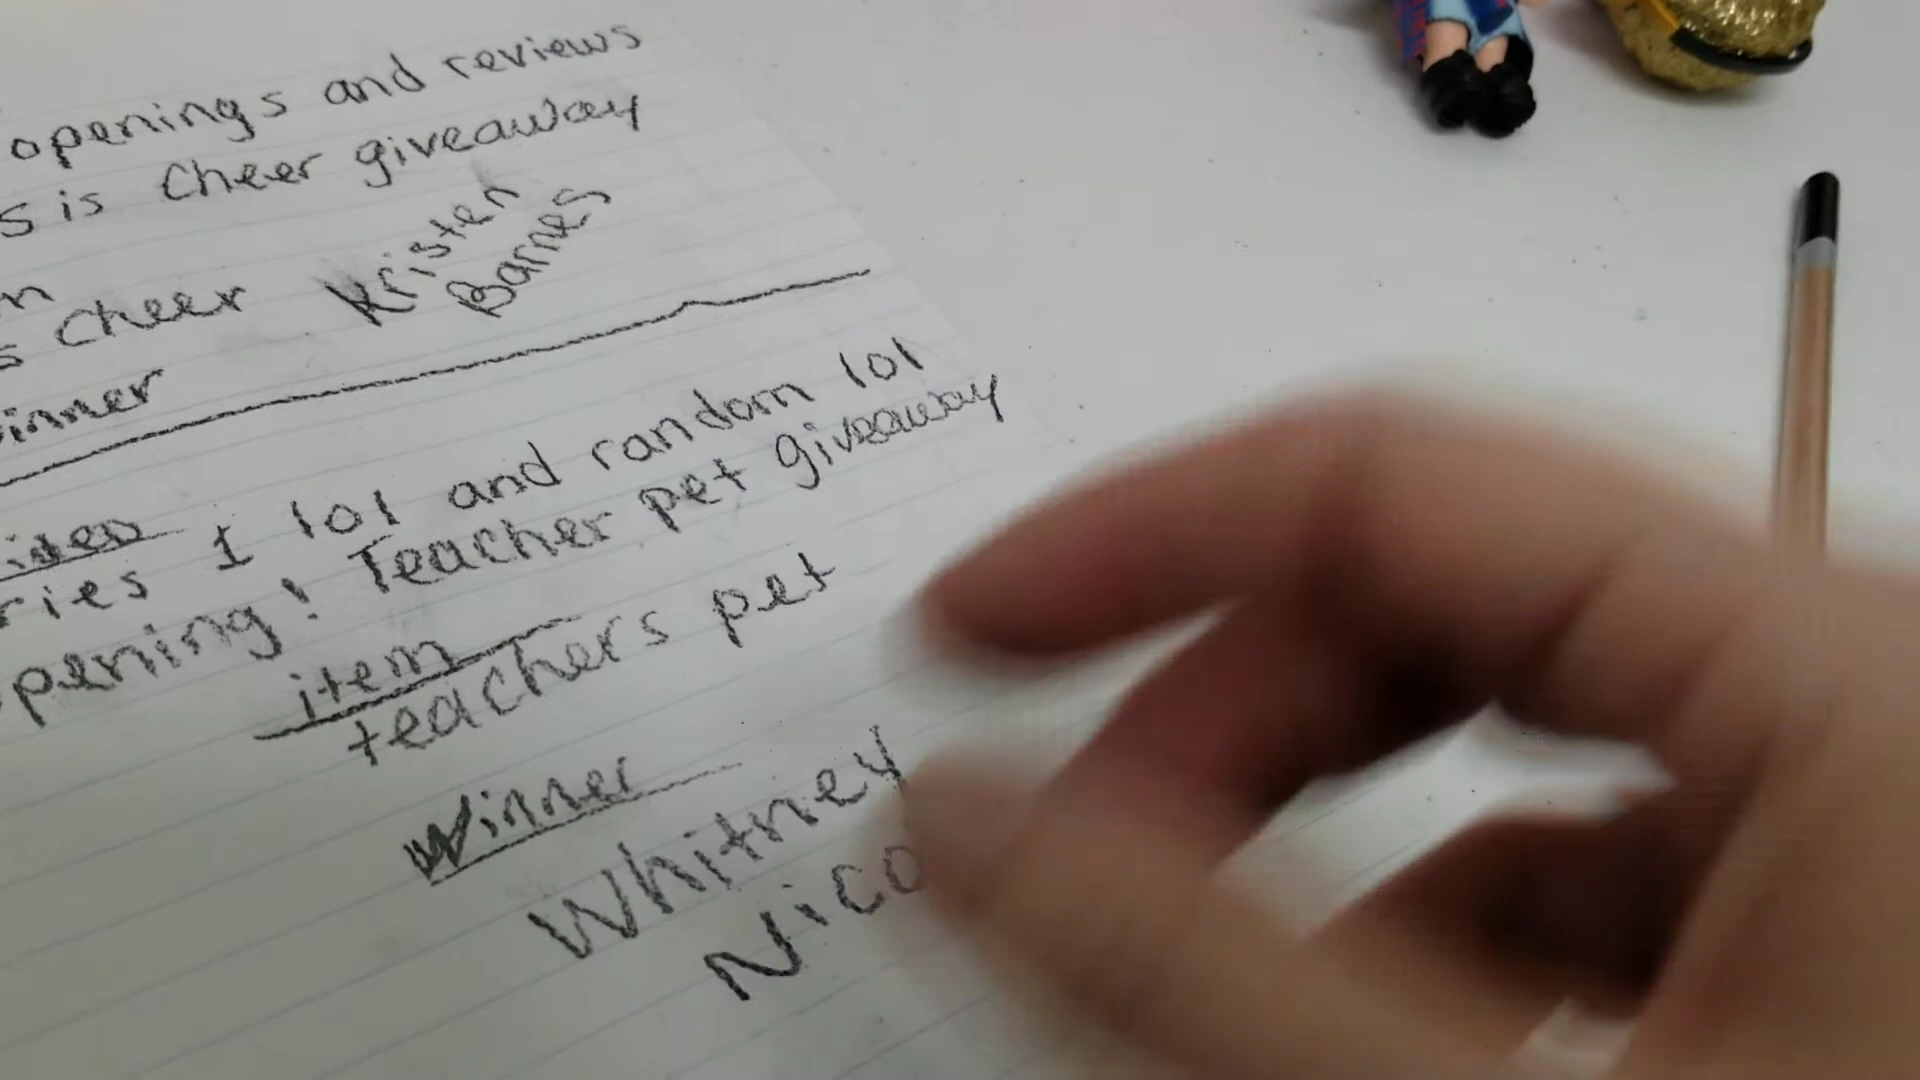 openings and reviews
s is Cheer giveaway
n
s cheer Kristen
Barnes
inner
ries 1 lol and random lol
pening! Teacher pet giveaway
item
teachers pet
Winner
Whitney
Nico